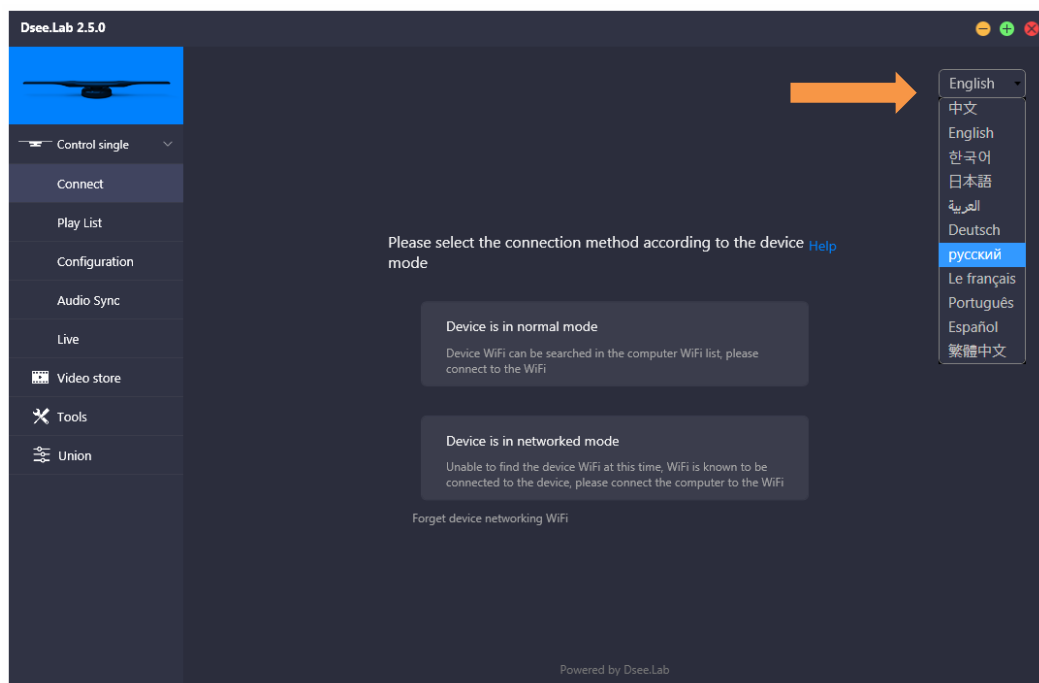 Dsee.Lab 2.5.0
English
中文
English
한국어
日本語
العربية
Deutsch
русский
Le français
Português
Español
繁體中文
Control single
Connect
Play List
Configuration
Audio Sync
Live
Video store
Tools
Union
Please select the connection method according to the device Help
mode
Device is in normal mode
Device WiFi can be searched in the computer WiFi list, please
connect to the WiFi
Device is in networked mode
Unable to find the device WiFi at this time, WiFi is known to be
connected to the device, please connect the computer to the WiFi
Forget device networking WiFi
Powered by Dsee.Lab